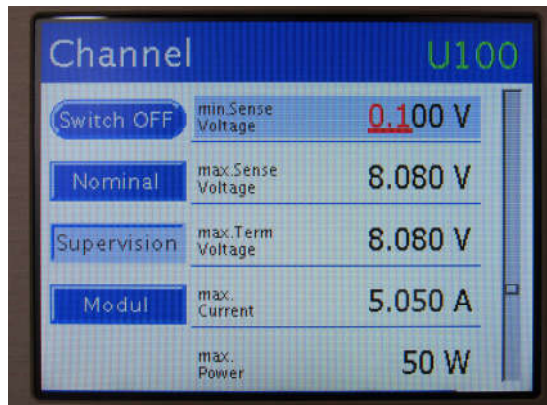 Channel U100
Switch OFF
min.Sense
Voltage
0.100 V
Nominal
max.Sense
Voltage
8.080 V
Supervision
max.Term
Voltage
8.080 V
Modul
max.
Current
5.050 A
max.
Power
50 W